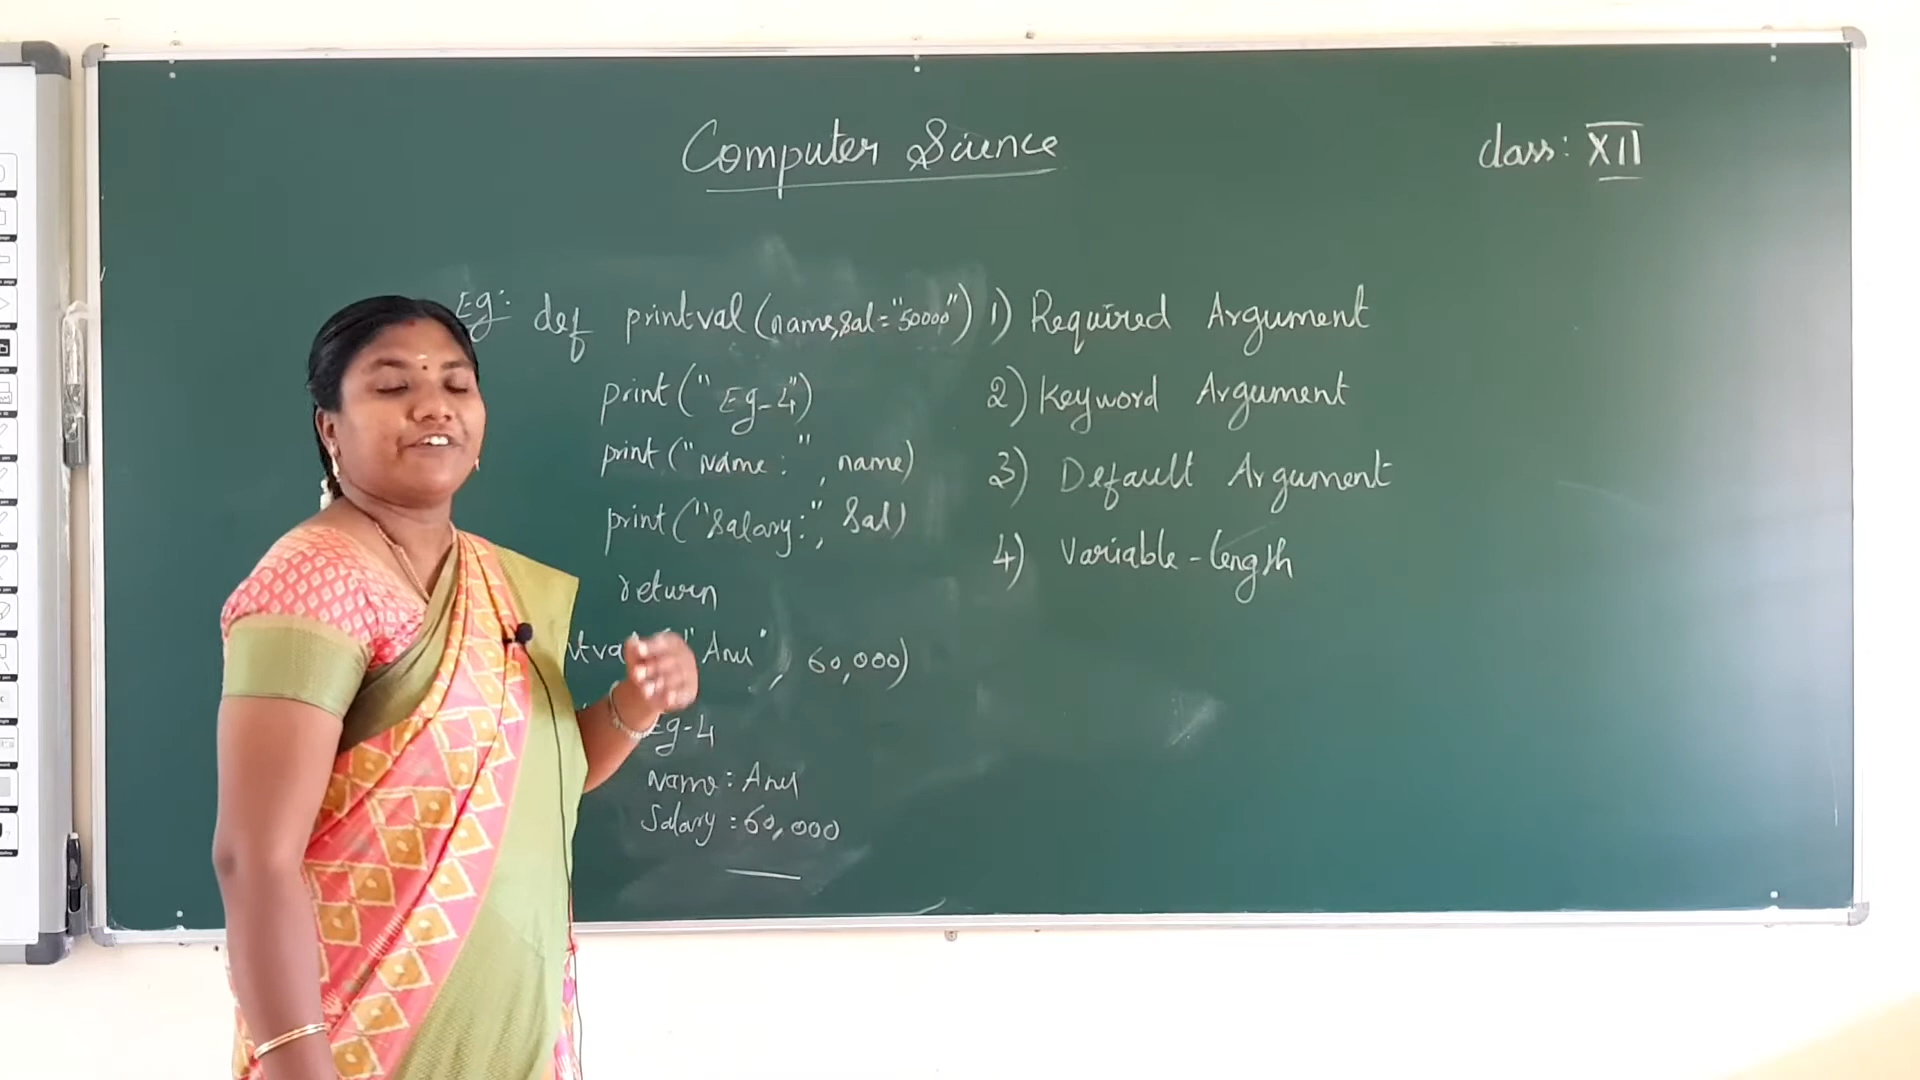 Computer Science
class: XII
Eg: def printval (name,sal="50000")
print("Eg-4")
print("Name:", name)
print("Salary:", Sal)
return
"Anu", 60,000)
Eg-4
Name: Anu
Salary: 60,000
1) Required Argument
2) Keyword Argument
3) Default Argument
4) Variable-length